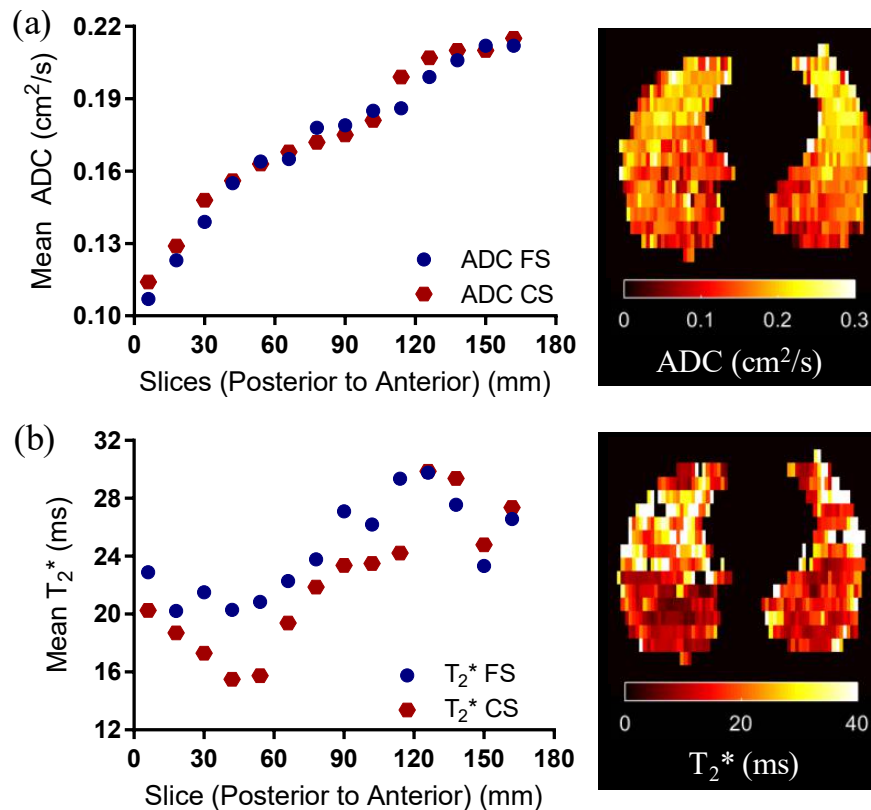 (a)
Mean ADC (cm²/s)
0.22
0.19
0.16
0.13
0.10
ADC FS
ADC CS
0 30 60 90 120 150 180
Slices (Posterior to Anterior) (mm)
0 0.1 0.2 0.3
ADC (cm²/s)
(b)
Mean T₂* (ms)
32
28
24
20
16
12
T₂* FS
T₂* CS
0 30 60 90 120 150 180
Slice (Posterior to Anterior) (mm)
0 20 40
T₂* (ms)